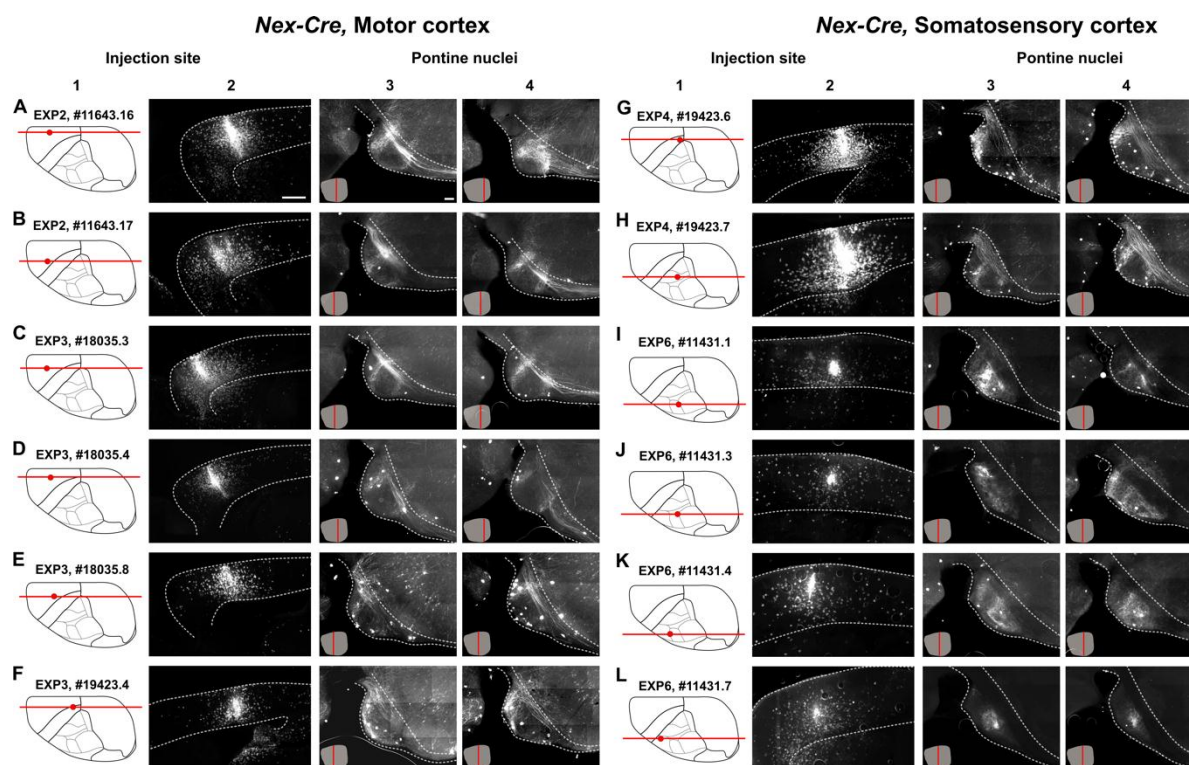 Nex-Cre, Motor cortex
Injection site
Pontine nuclei
1
2
3
4
A
EXP2, #11643.16
B
EXP2, #11643.17
C
EXP3, #18035.3
D
EXP3, #18035.4
E
EXP3, #18035.8
F
EXP3, #19423.4
Nex-Cre, Somatosensory cortex
Injection site
Pontine nuclei
1
2
3
4
G
EXP4, #19423.6
H
EXP4, #19423.7
I
EXP6, #11431.1
J
EXP6, #11431.3
K
EXP6, #11431.4
L
EXP6, #11431.7